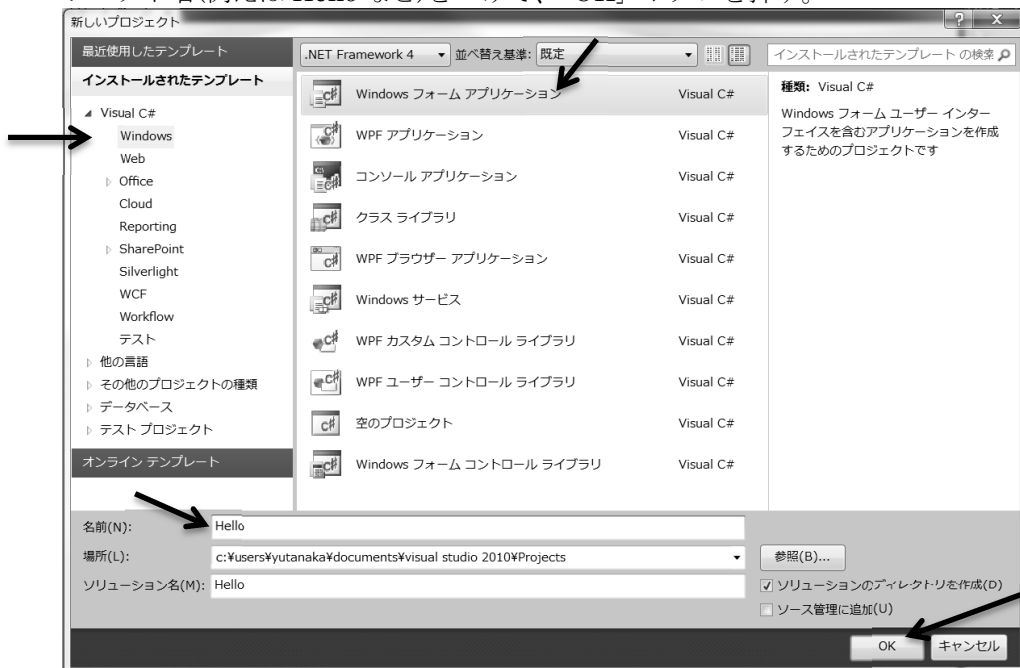 新しいプロジェクト
最近使用したテンプレート
.NET Framework 4
並べ替え基準: 既定
インストールされたテンプレート の検索
インストールされたテンプレート
Visual C#
Windows
Web
Office
Cloud
Reporting
SharePoint
Silverlight
WCF
Workflow
テスト
他の言語
その他のプロジェクトの種類
データベース
テスト プロジェクト
オンライン テンプレート
Windows フォーム アプリケーション Visual C#
WPF アプリケーション Visual C#
コンソール アプリケーション Visual C#
クラス ライブラリ Visual C#
WPF ブラウザー アプリケーション Visual C#
Windows サービス Visual C#
WPF カスタム コントロール ライブラリ Visual C#
WPF ユーザー コントロール ライブラリ Visual C#
空のプロジェクト Visual C#
Windows フォーム コントロール ライブラリ Visual C#
種類: Visual C#
Windows フォーム ユーザー インター
フェイスを含むアプリケーションを作成
するためのプロジェクトです
名前(N): Hello
場所(L): c:¥users¥yutanaka¥documents¥visual studio 2010¥Projects
参照(B)...
ソリューション名(M): Hello
ソリューションのディレクトリを作成(D)
ソース管理に追加(U)
OK
キャンセル